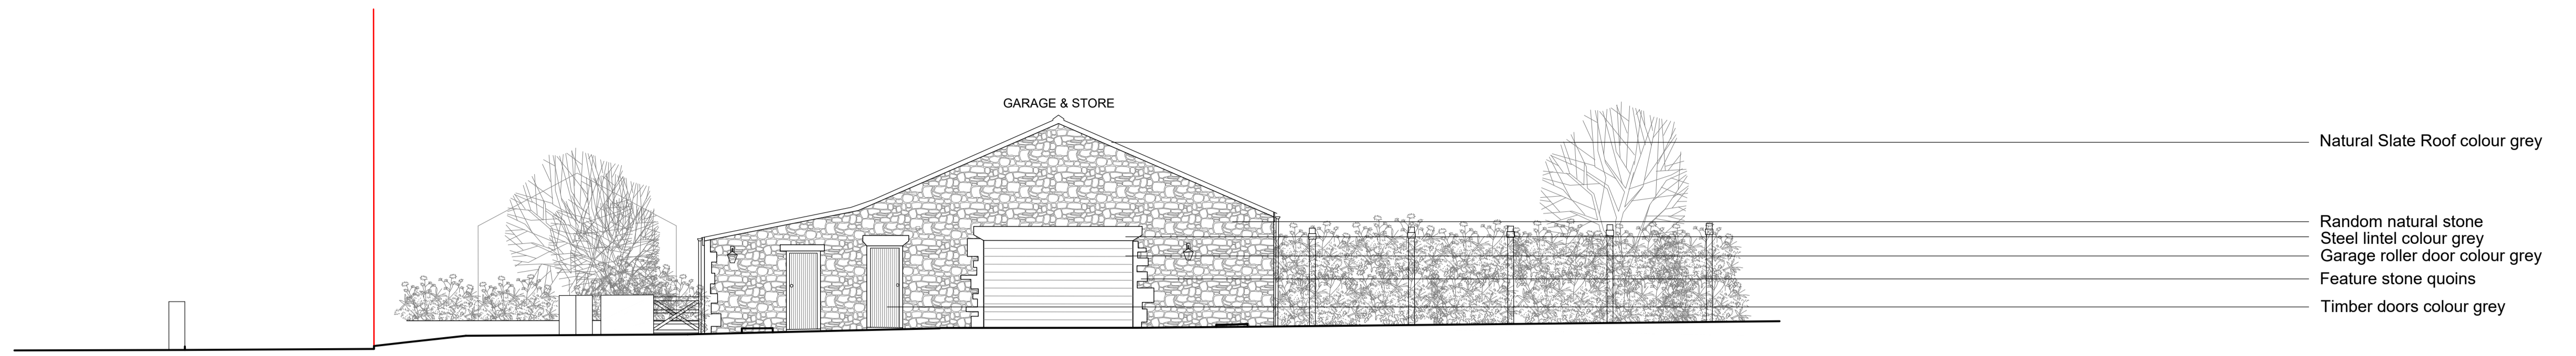 GARAGE & STORE
Natural Slate Roof colour grey
Random natural stone
Steel lintel colour grey
Garage roller door colour grey
Feature stone quoins
Timber doors colour grey